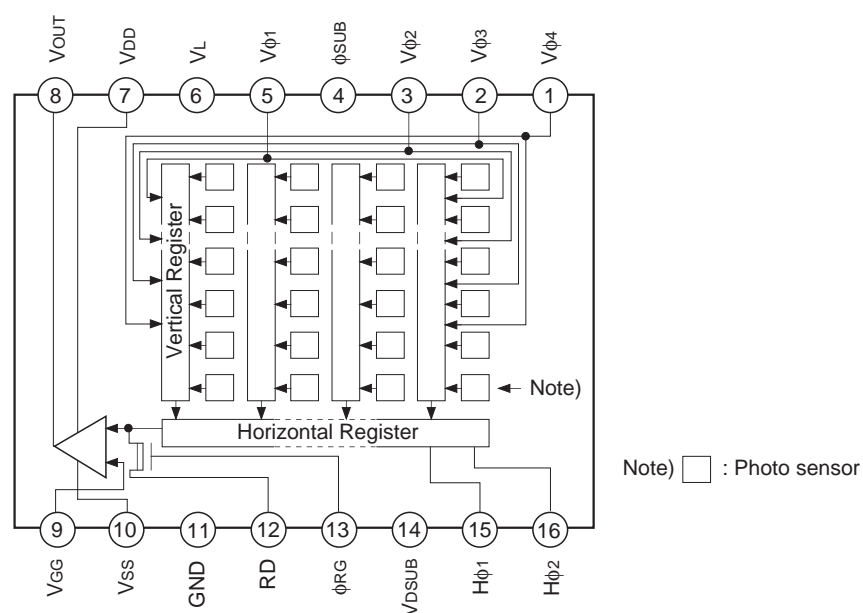 VOUT VDD VL Vϕ1 ϕSUB Vϕ2 Vϕ3 Vϕ4
8 7 6 5 4 3 2 1
Vertical Register
Note)
Horizontal Register
Note) : Photo sensor
9 10 11 12 13 14 15 16
VGG VSS GND RD ϕRG VDSUB Hϕ1 Hϕ2